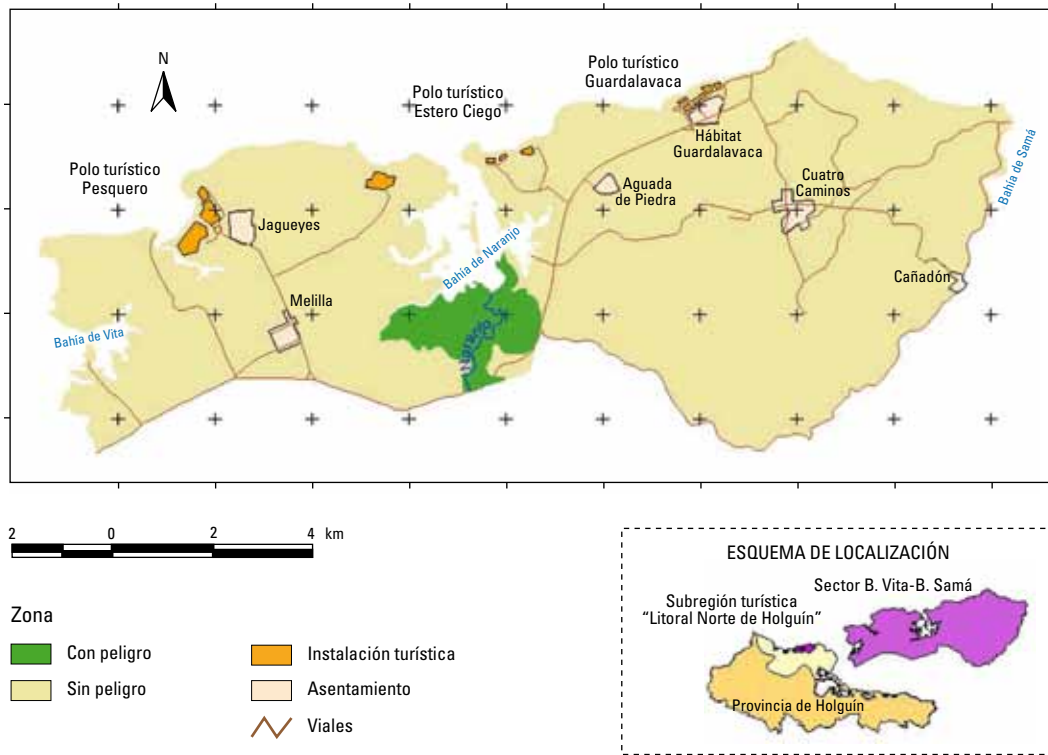 N
Polo turístico
Guardalavaca
Polo turístico
Estero Ciego
Hábitat
Guardalavaca
Polo turístico
Pesquero
Aguada
de Piedra
Cuatro
Caminos
Bahía de Samá
Jagueyes
Bahía de Naranjo
Cañadón
Melilla
Naranjo
Bahía de Vita
2 0 2 4 km
Zona
Con peligro
Sin peligro
Instalación turística
Asentamiento
Viales
ESQUEMA DE LOCALIZACIÓN
Sector B. Vita-B. Samá
Subregión turística
“Litoral Norte de Holguín”
Provincia de Holguín